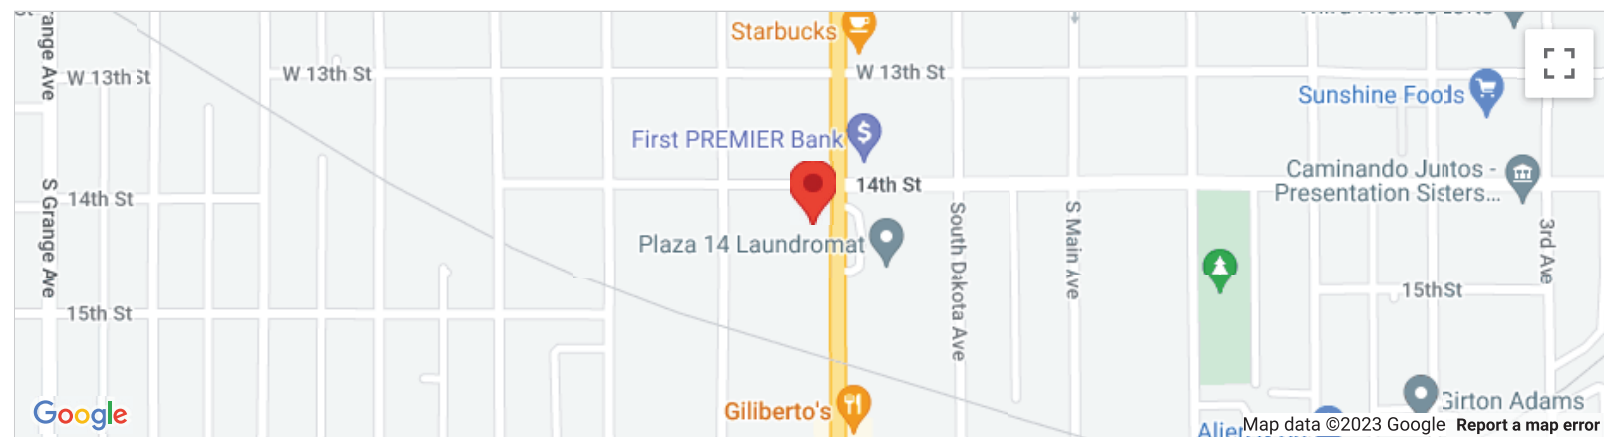 Starbucks
W 13th St
W 13th St
W 13th St
Sunshine Foods
First PREMIER Bank
14th St
Caminando Juntos -
Presentation Sisters...
S Grange Ave
14th St
Plaza 14 Laundromat
South Dakota Ave
S Main Ave
3rd Ave
15th St
15th St
Giliberto's
Girton Adams
Google
Map data ©2023 Google
Report a map error